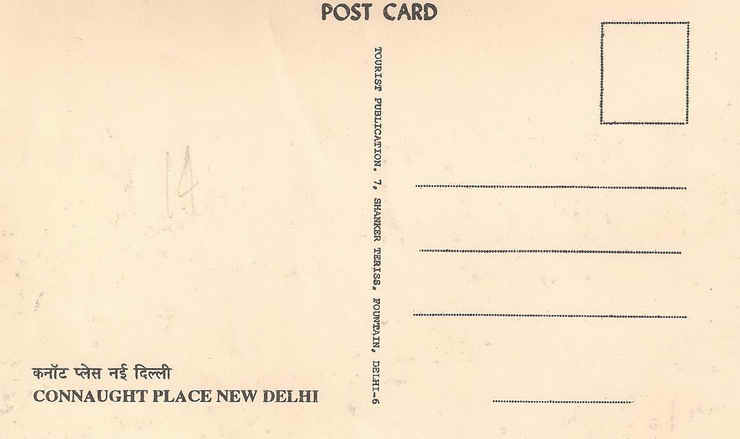 POST CARD
TOURIST PUBLICATION. 7, SHANKER TERISS, FOUNTAIN, DELHI-6
14
कनॉट प्लेस नई दिल्ली
CONNAUGHT PLACE NEW DELHI